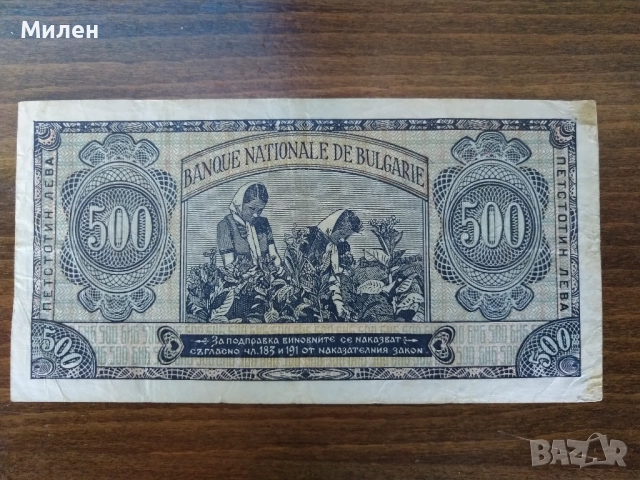 Милен
BANQUE NATIONALE DE BULGARIE
ПЕТСТОТИН ЛЕВА
500
500
ПЕТСТОТИН ЛЕВА
ЗА ПОДПРАВКА ВИНОВНИТЕ СЕ НАКАЗВАТ
СЪГЛАСНО ЧЛ. 183 И 191 ОТ НАКАЗАТЕЛНИЯ ЗАКОН.
500
500
BAZAR